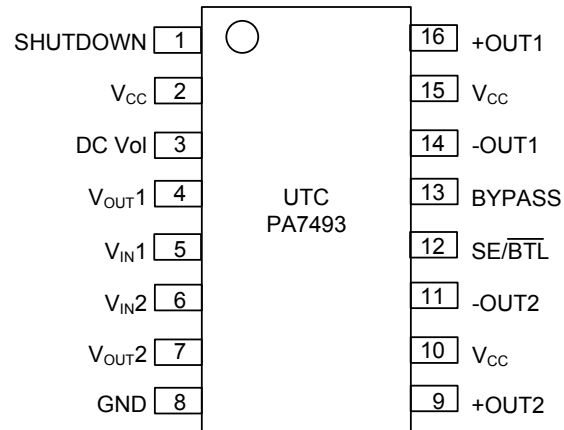 SHUTDOWN 1 16 +OUT1
VCC 2 15 VCC
DC Vol 3 14 -OUT1
VOUT1 4 13 BYPASS
UTC
PA7493
VIN1 5 12 SE/BTL
VIN2 6 11 -OUT2
VOUT2 7 10 VCC
GND 8 9 +OUT2